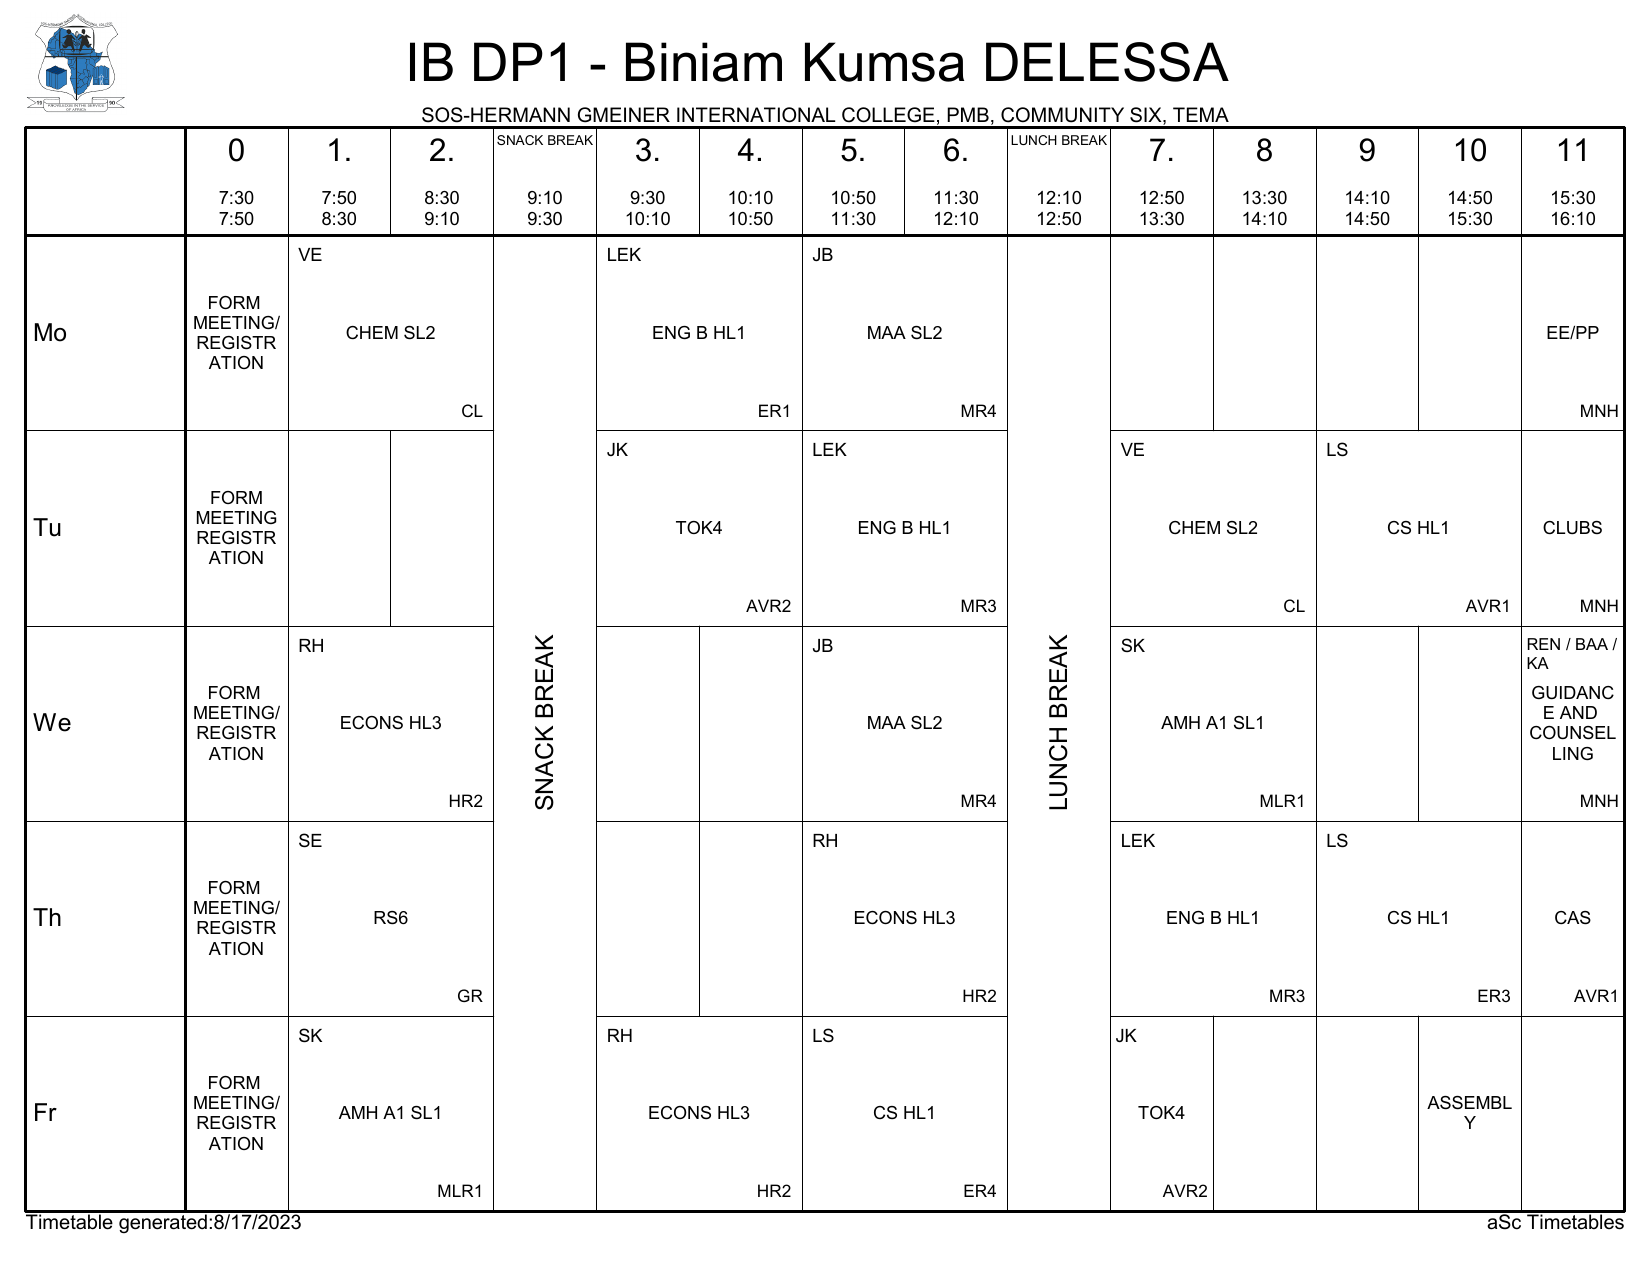 IB DP1 - Biniam Kumsa DELESSA
SOS-HERMANN GMEINER INTERNATIONAL COLLEGE, PMB, COMMUNITY SIX, TEMA
0 1. 2. SNACK BREAK 3. 4. 5. 6. LUNCH BREAK 7. 8 9 10 11
7:30 7:50 8:30 9:10 9:30 10:10 10:50 11:30 12:10 12:50 13:30 14:10 14:50 15:30
7:50 8:30 9:10 9:30 10:10 10:50 11:30 12:10 12:50 13:30 14:10 14:50 15:30 16:10
Mo
FORM
MEETING/
REGISTR
ATION
VE
CHEM SL2
CL
LEK
ENG B HL1
ER1
JB
MAA SL2
MR4
EE/PP
MNH
Tu
FORM
MEETING
REGISTR
ATION
JK
TOK4
AVR2
LEK
ENG B HL1
MR3
VE
CHEM SL2
CL
LS
CS HL1
AVR1
CLUBS
MNH
We
FORM
MEETING/
REGISTR
ATION
RH
ECONS HL3
HR2
SNACK BREAK
JB
MAA SL2
MR4
LUNCH BREAK
SK
AMH A1 SL1
MLR1
REN / BAA /
KA
GUIDANC
E AND
COUNSEL
LING
MNH
Th
FORM
MEETING/
REGISTR
ATION
SE
RS6
GR
RH
ECONS HL3
HR2
LEK
ENG B HL1
MR3
LS
CS HL1
ER3
CAS
AVR1
Fr
FORM
MEETING/
REGISTR
ATION
SK
AMH A1 SL1
MLR1
RH
ECONS HL3
HR2
LS
CS HL1
ER4
JK
TOK4
AVR2
ASSEMBL
Y
Timetable generated:8/17/2023
aSc Timetables